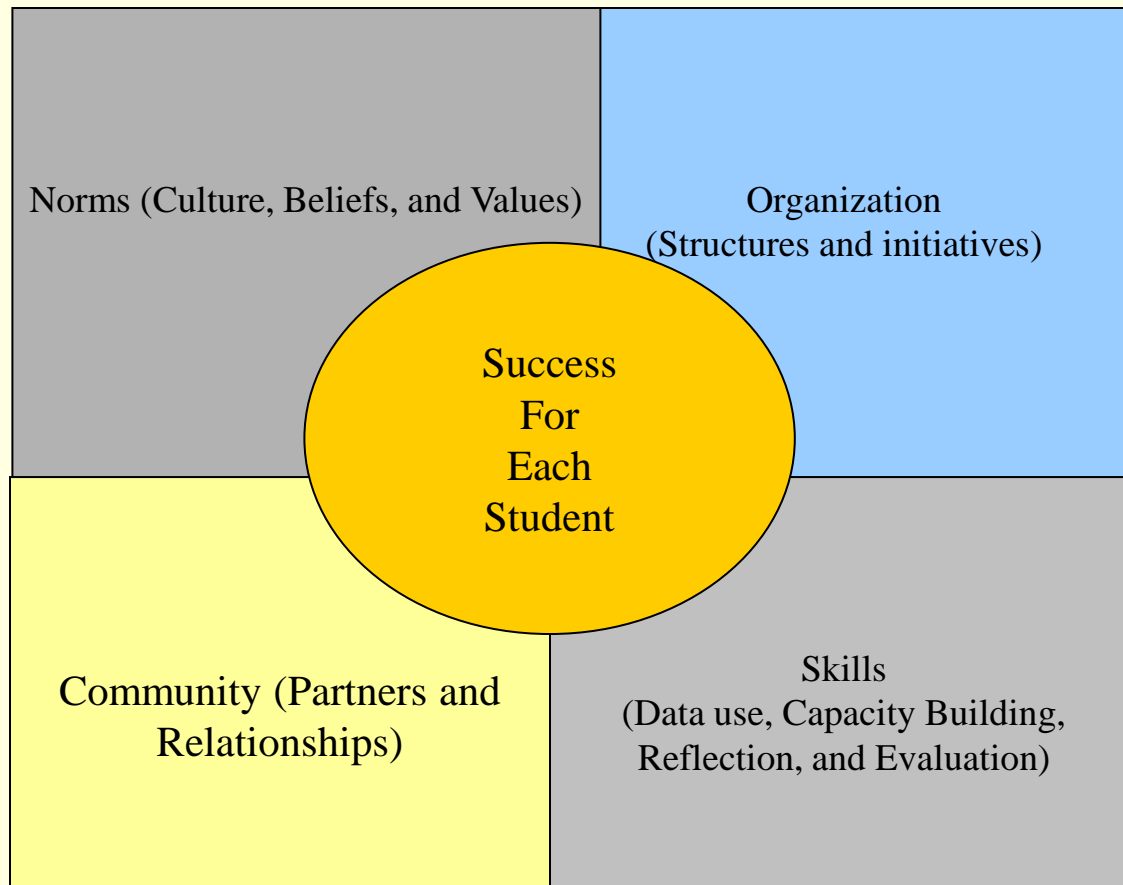 Norms (Culture, Beliefs, and Values)
Organization
(Structures and initiatives)
Success
For
Each
Student
Community (Partners and
Relationships)
Skills
(Data use, Capacity Building,
Reflection, and Evaluation)